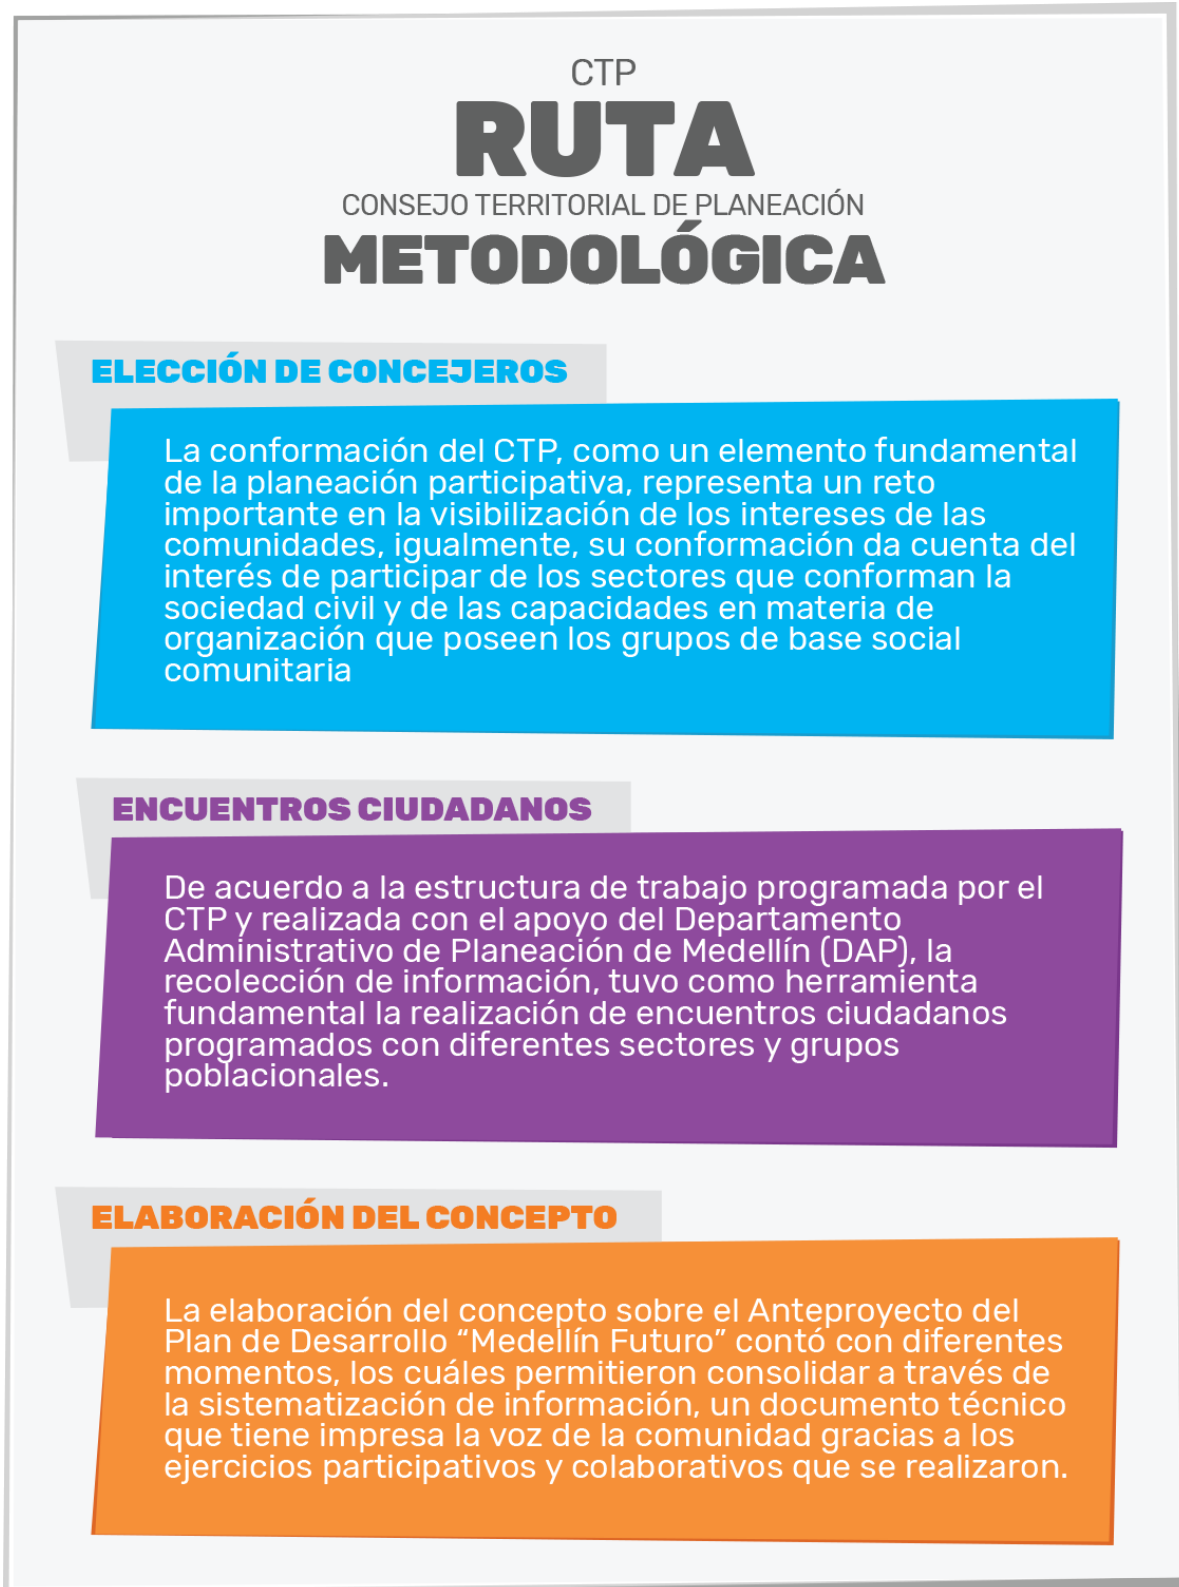 CTP
RUTA
CONSEJO TERRITORIAL DE PLANEACIÓN
METODOLÓGICA
ELECCIÓN DE CONCEJEROS
La conformación del CTP, como un elemento fundamental
de la planeación participativa, representa un reto
importante en la visibilización de los intereses de las
comunidades, igualmente, su conformación da cuenta del
interés de participar de los sectores que conforman la
sociedad civil y de las capacidades en materia de
organización que poseen los grupos de base social
comunitaria
ENCUENTROS CIUDADANOS
De acuerdo a la estructura de trabajo programada por el
CTP y realizada con el apoyo del Departamento
Administrativo de Planeación de Medellín (DAP), la
recolección de información, tuvo como herramienta
fundamental la realización de encuentros ciudadanos
programados con diferentes sectores y grupos
poblacionales.
ELABORACIÓN DEL CONCEPTO
La elaboración del concepto sobre el Anteproyecto del
Plan de Desarrollo “Medellín Futuro” contó con diferentes
momentos, los cuáles permitieron consolidar a través de
la sistematización de información, un documento técnico
que tiene impresa la voz de la comunidad gracias a los
ejercicios participativos y colaborativos que se realizaron.